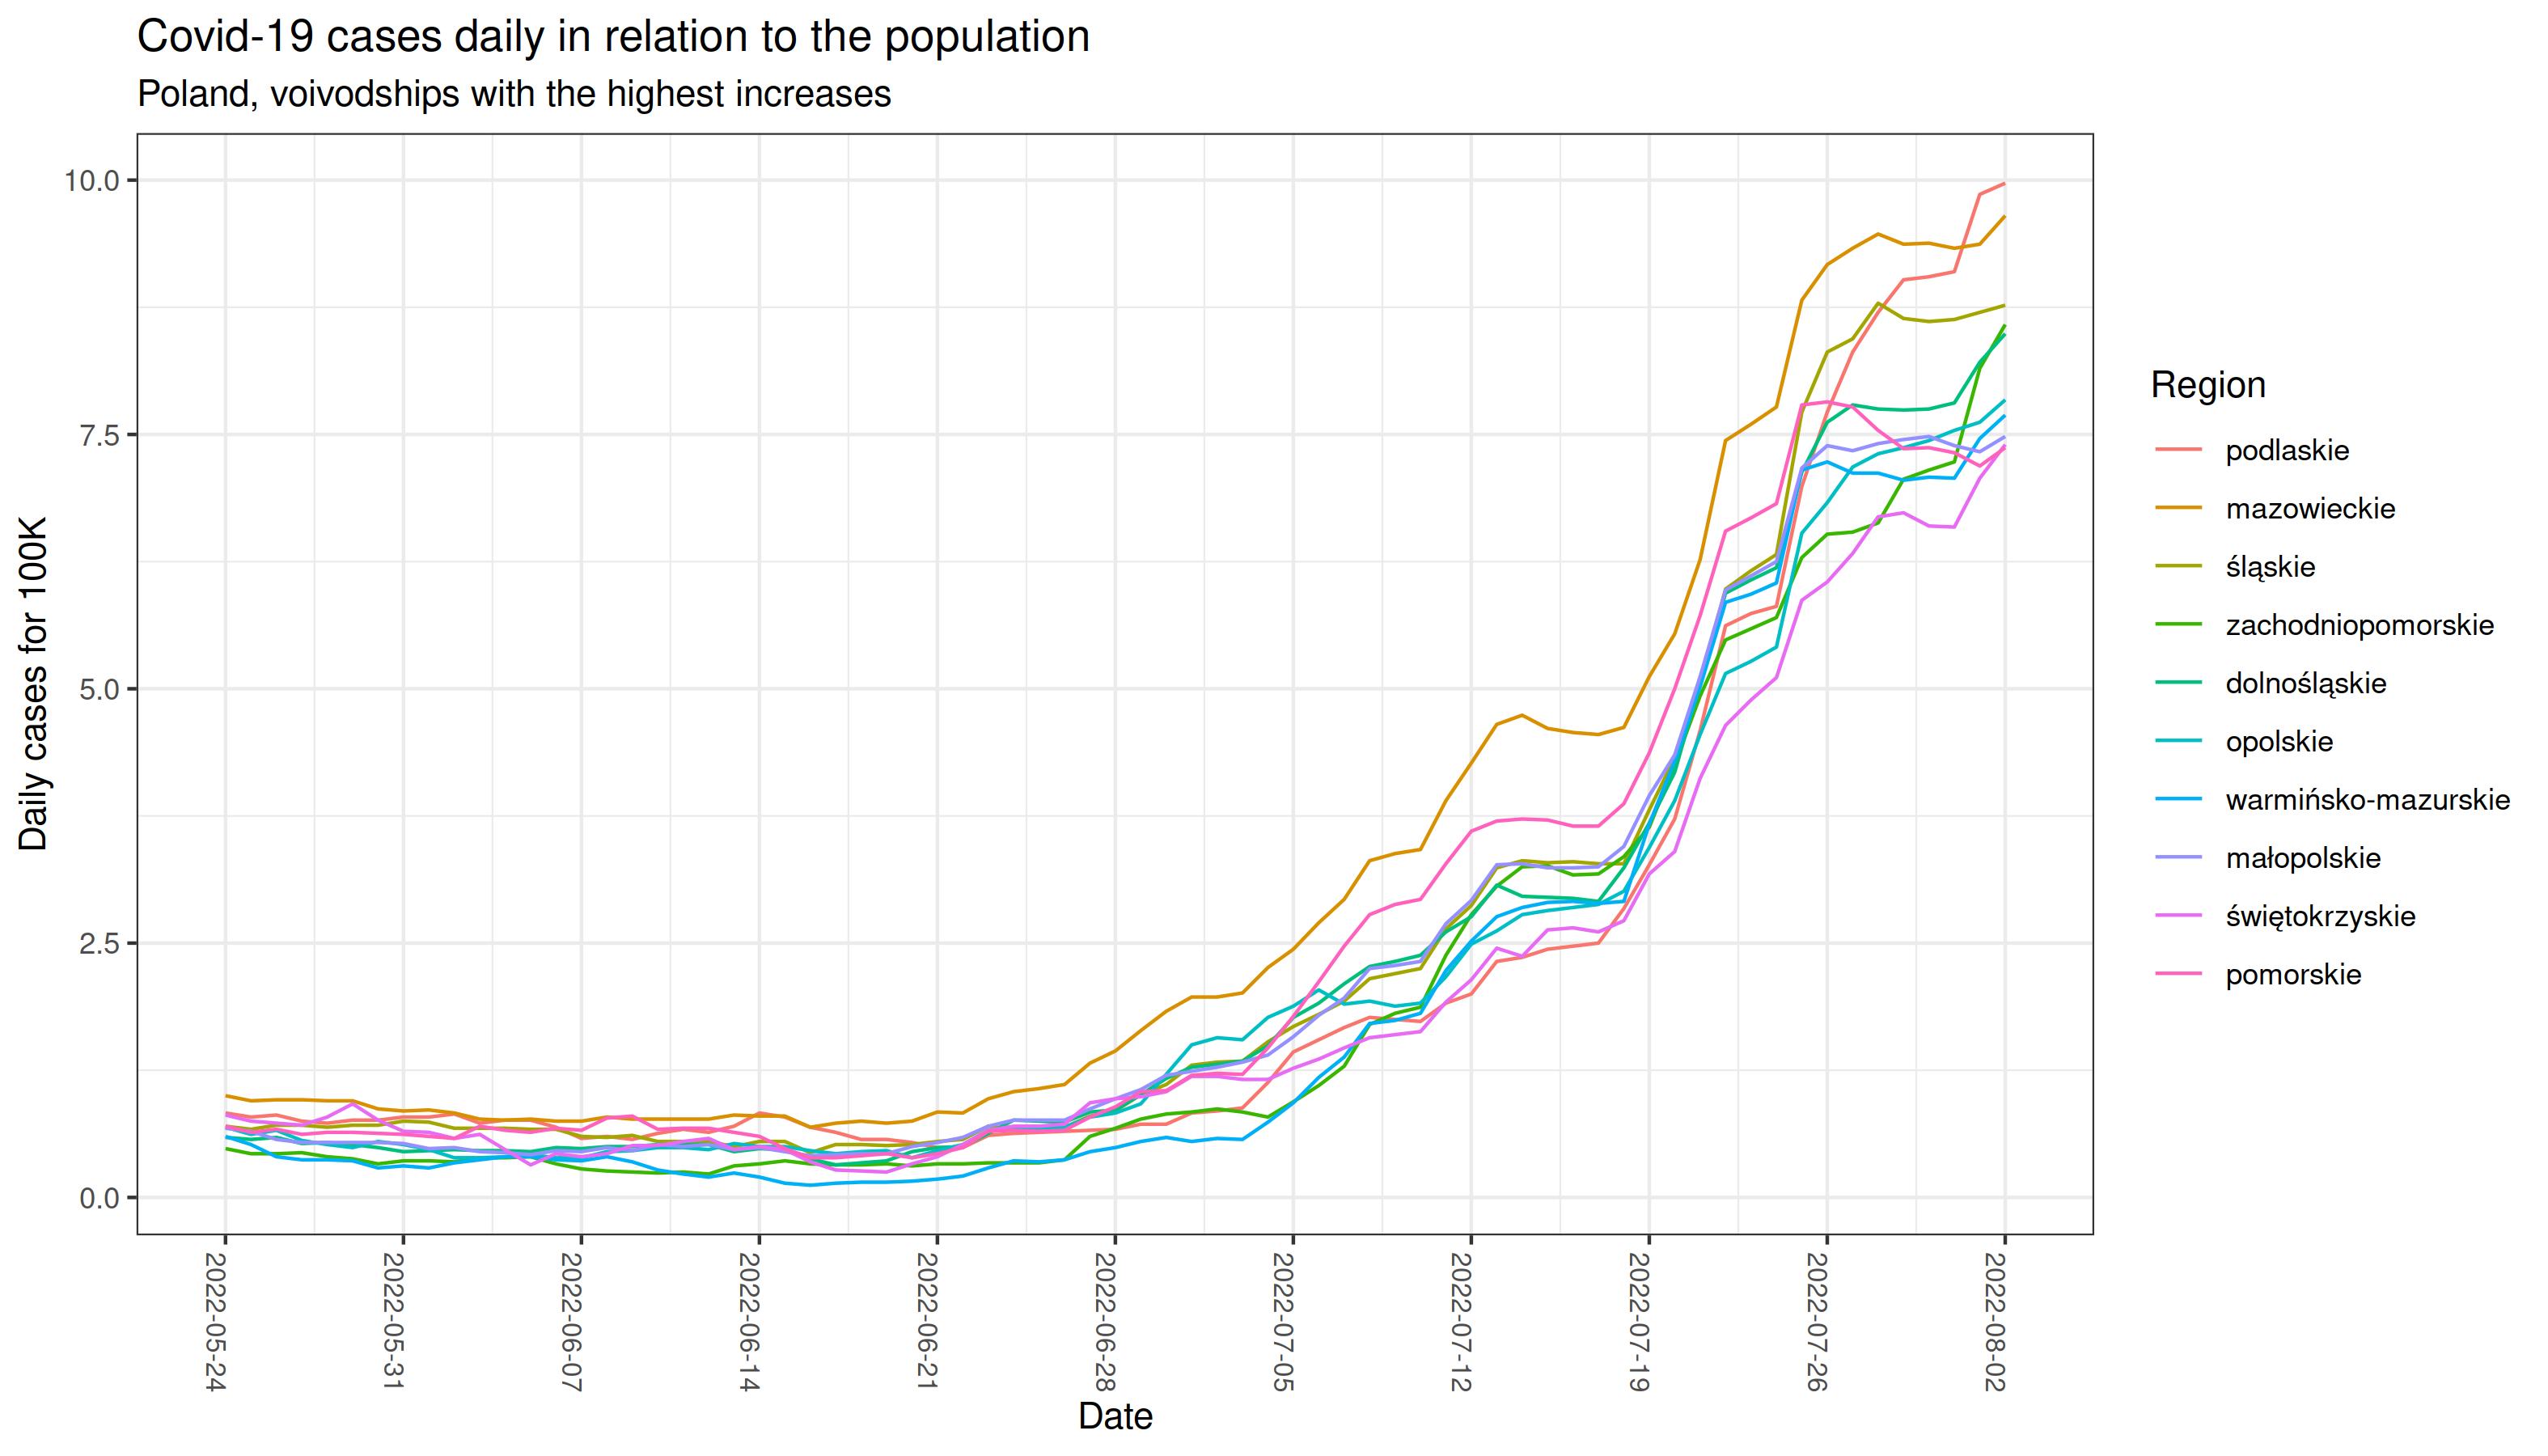 Covid-19 cases daily in relation to the population
Poland, voivodships with the highest increases
Daily cases for 100K
10.0
7.5
5.0
2.5
0.0
2022-05-24
2022-05-31
2022-06-07
2022-06-14
2022-06-21
2022-06-28
2022-07-05
2022-07-12
2022-07-19
2022-07-26
2022-08-02
Date
Region
podlaskie
mazowieckie
śląskie
zachodniopomorskie
dolnośląskie
opolskie
warmińsko-mazurskie
małopolskie
świętokrzyskie
pomorskie